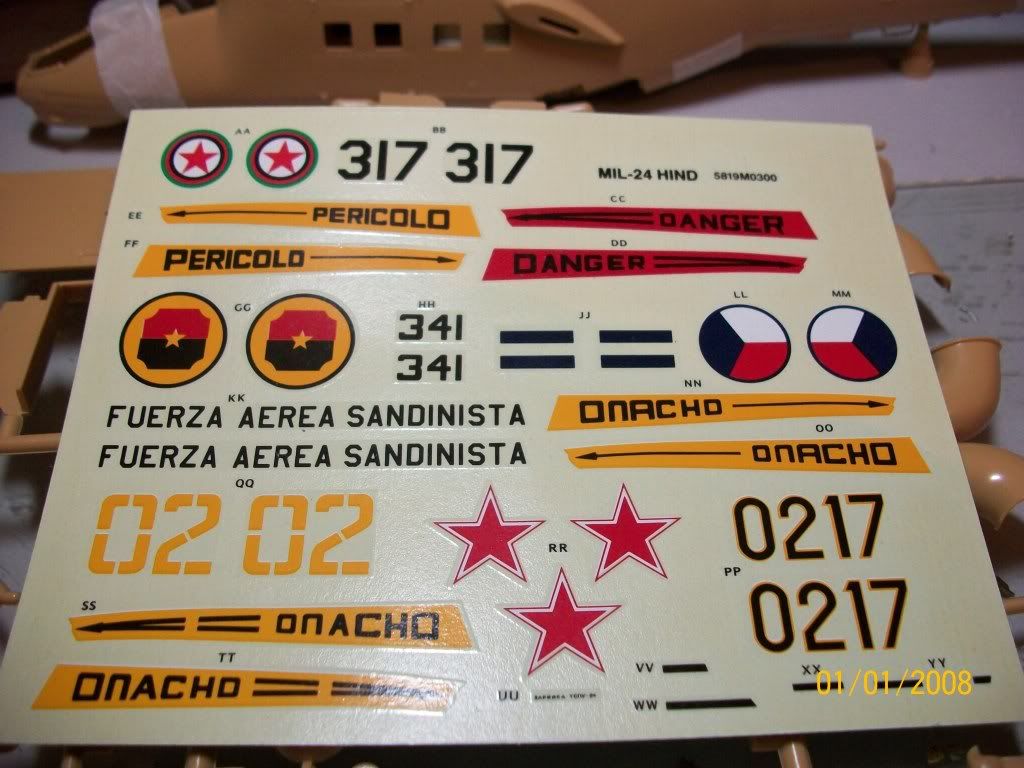 AA
BB
317 317
MIL-24 HIND 5819M0300
EE
PERICOLO
CC
DANGER
FF
PERICOLO
DD
DANGER
GG
HH
341
341
JJ
LL
MM
KK
FUERZA AEREA SANDINISTA
FUERZA AEREA SANDINISTA
NN
ОПАСНО
OO
ОПАСНО
QQ
02 02
RR
PP
0217
0217
SS
ОПАСНО
TT
ОПАСНО
UU
VV
WW
XX
YY
01/01/2008